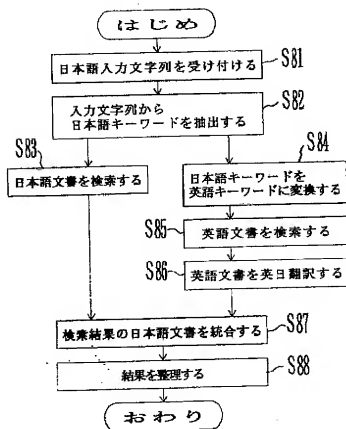 はじめ
日本語入力文字列を受け付ける
S81
入力文字列から
日本語キーワードを抽出する
S82
S83
日本語文書を検索する
S84
日本語キーワードを
英語キーワードに変換する
S85
英語文書を検索する
S86
英語文書を英日翻訳する
検索結果の日本語文書を統合する
S87
結果を整理する
S88
おわり